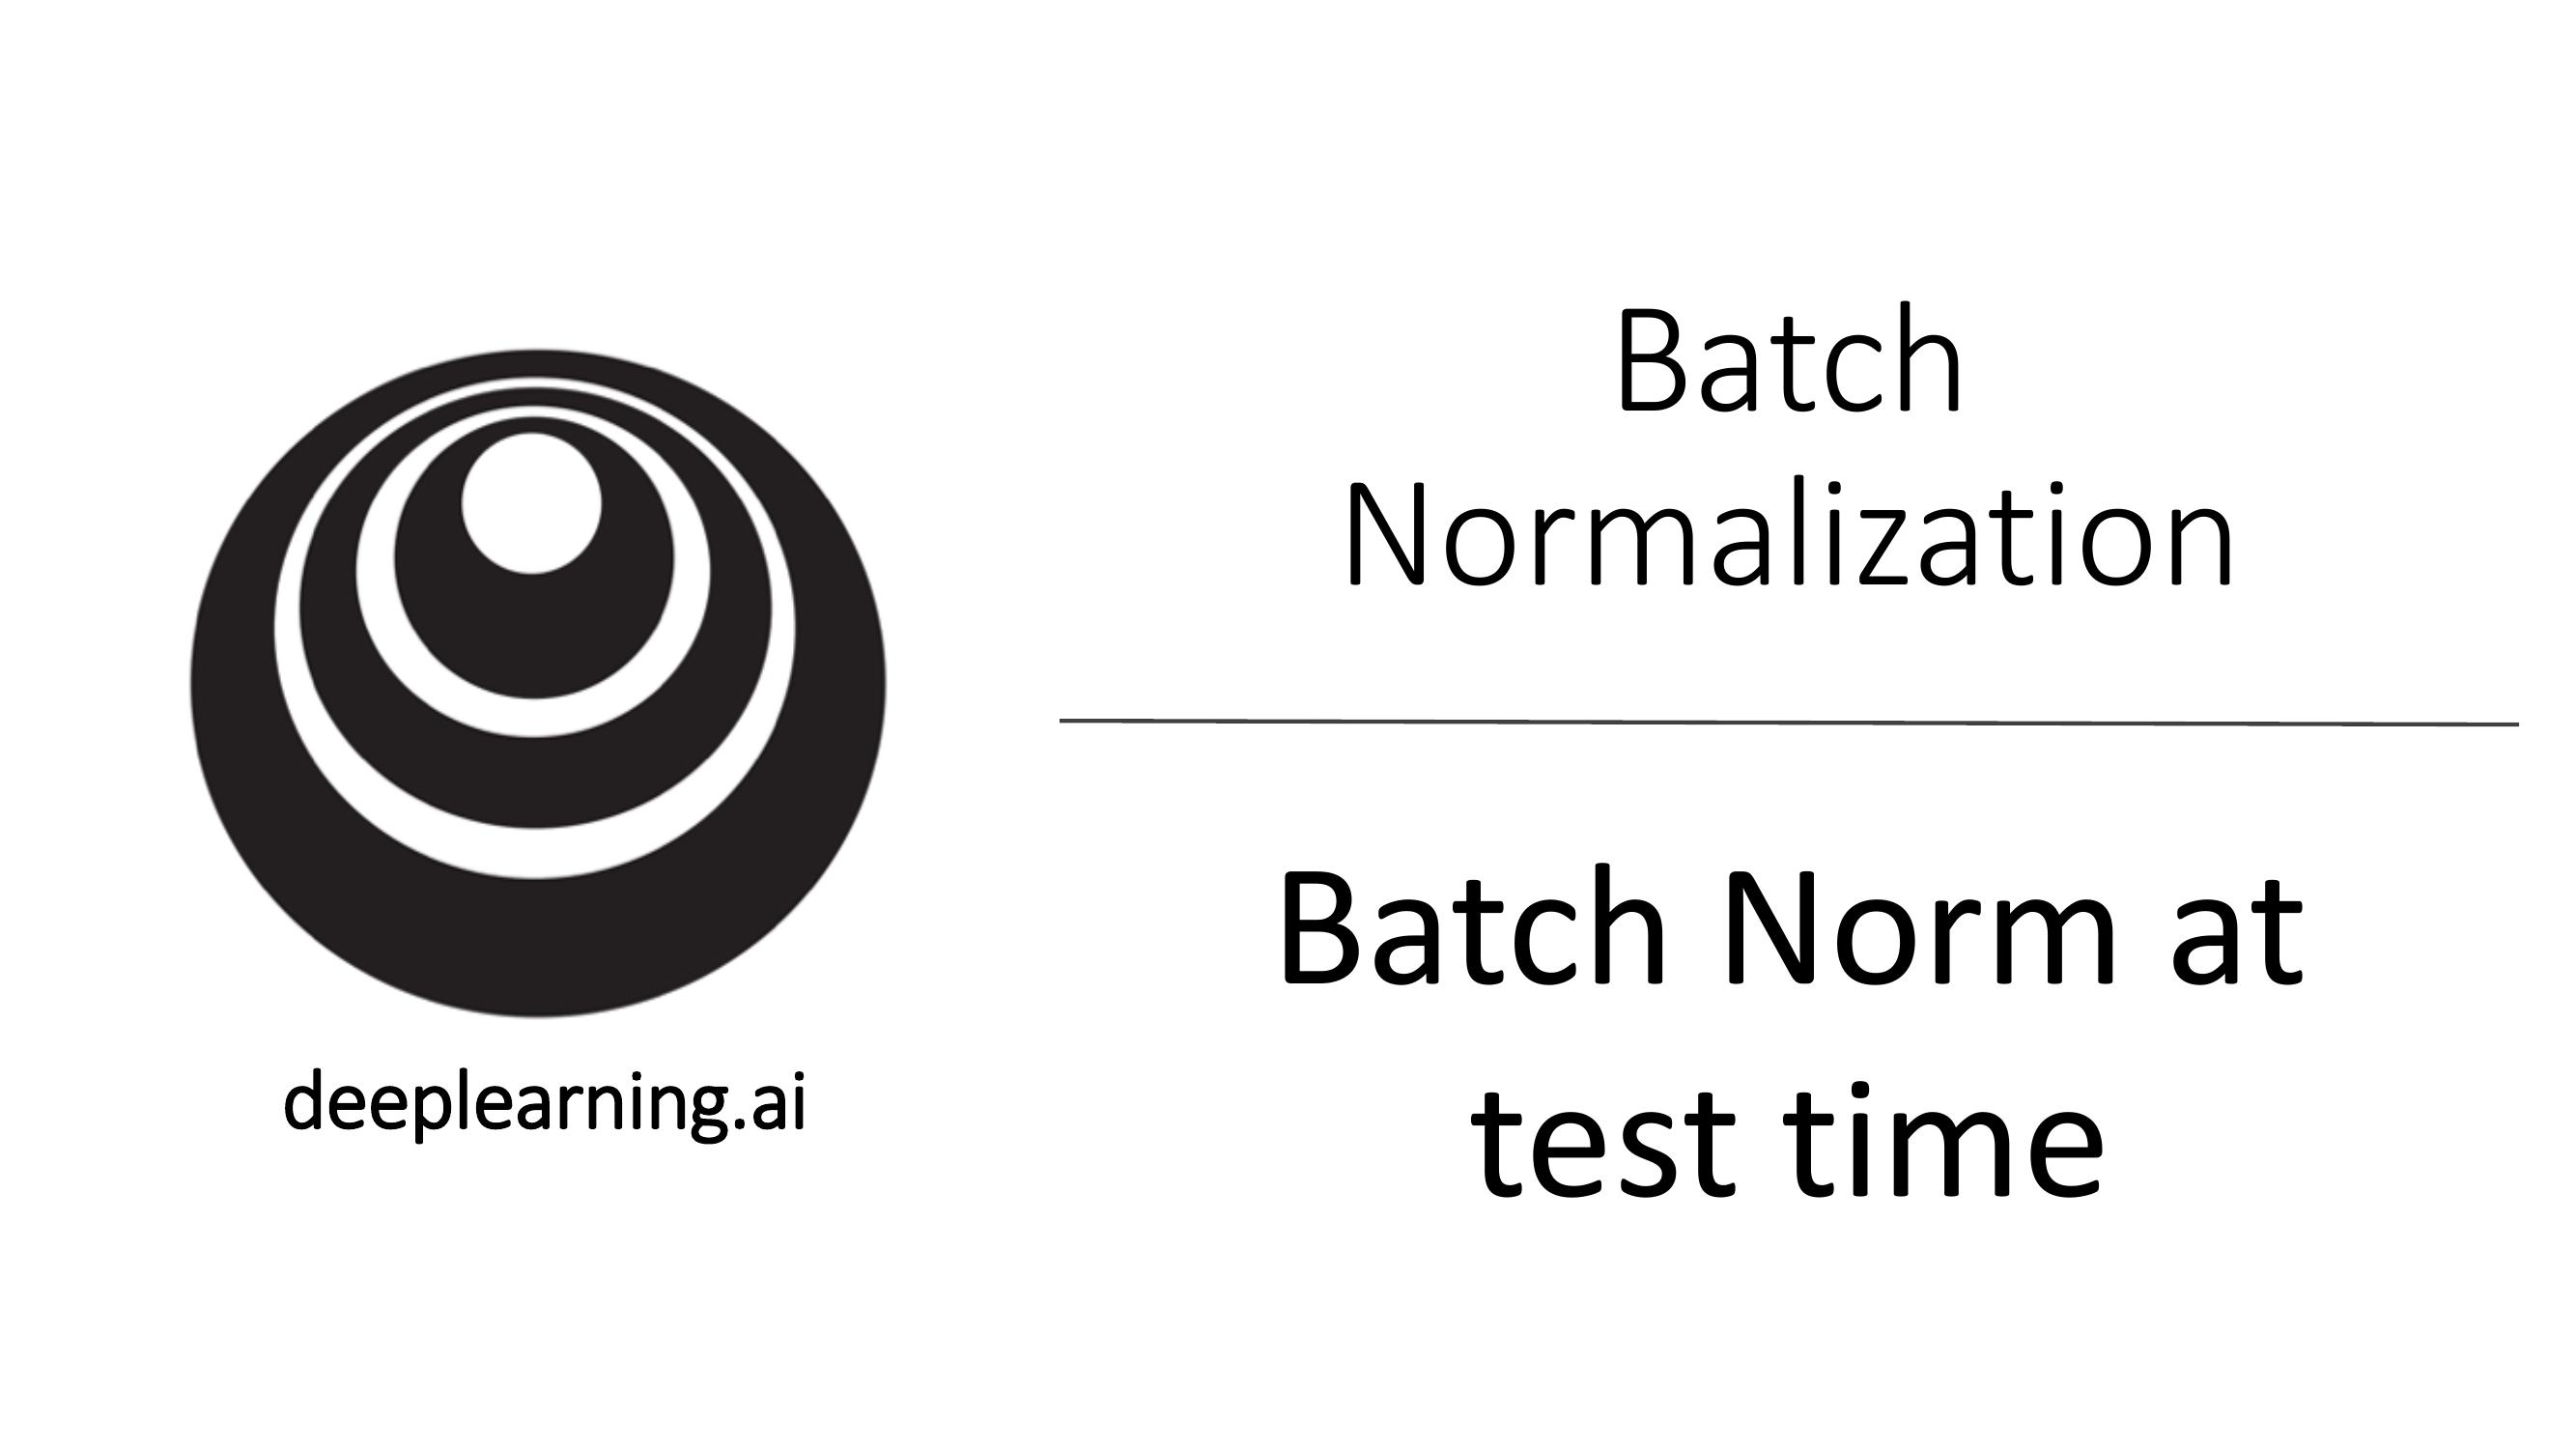 Batch
Normalization
Batch Norm at
test time
deeplearning.ai